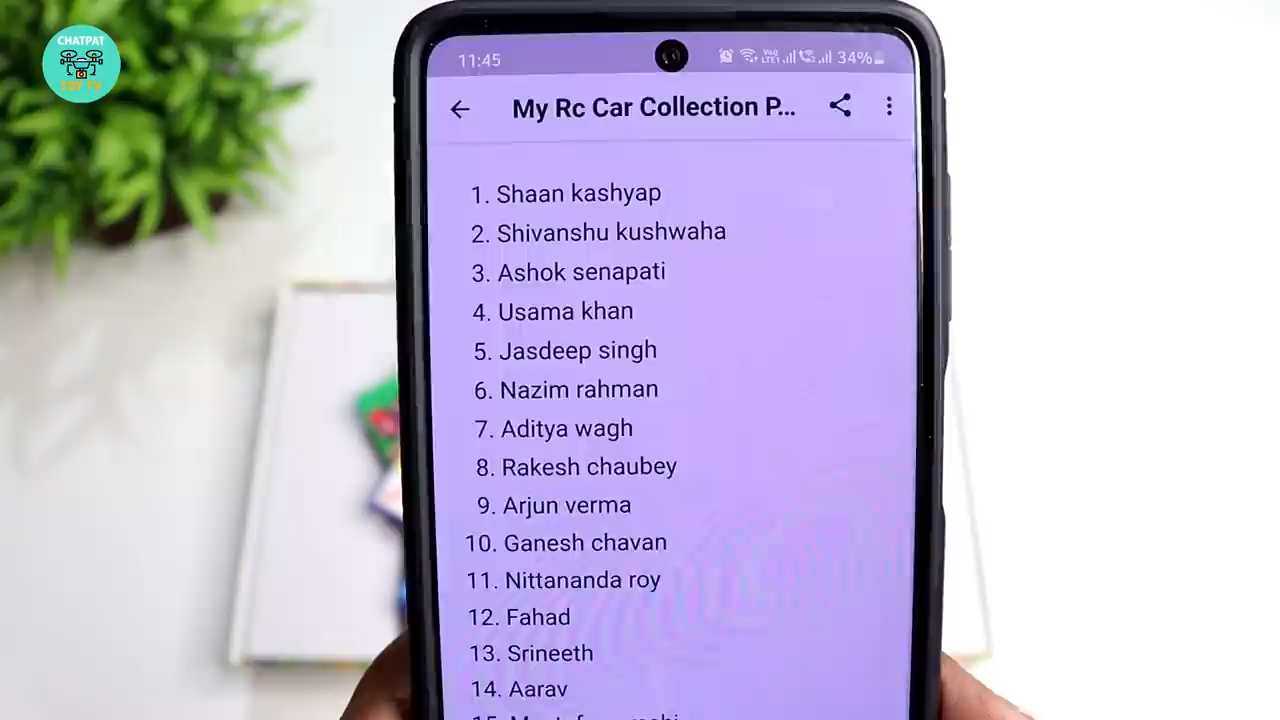 CHATPAT
TOY TV
11:45
34%
My Rc Car Collection P...
1. Shaan kashyap
2. Shivanshu kushwaha
3. Ashok senapati
4. Usama khan
5. Jasdeep singh
6. Nazim rahman
7. Aditya wagh
8. Rakesh chaubey
9. Arjun verma
10. Ganesh chavan
11. Nittananda roy
12. Fahad
13. Srineeth
14. Aarav